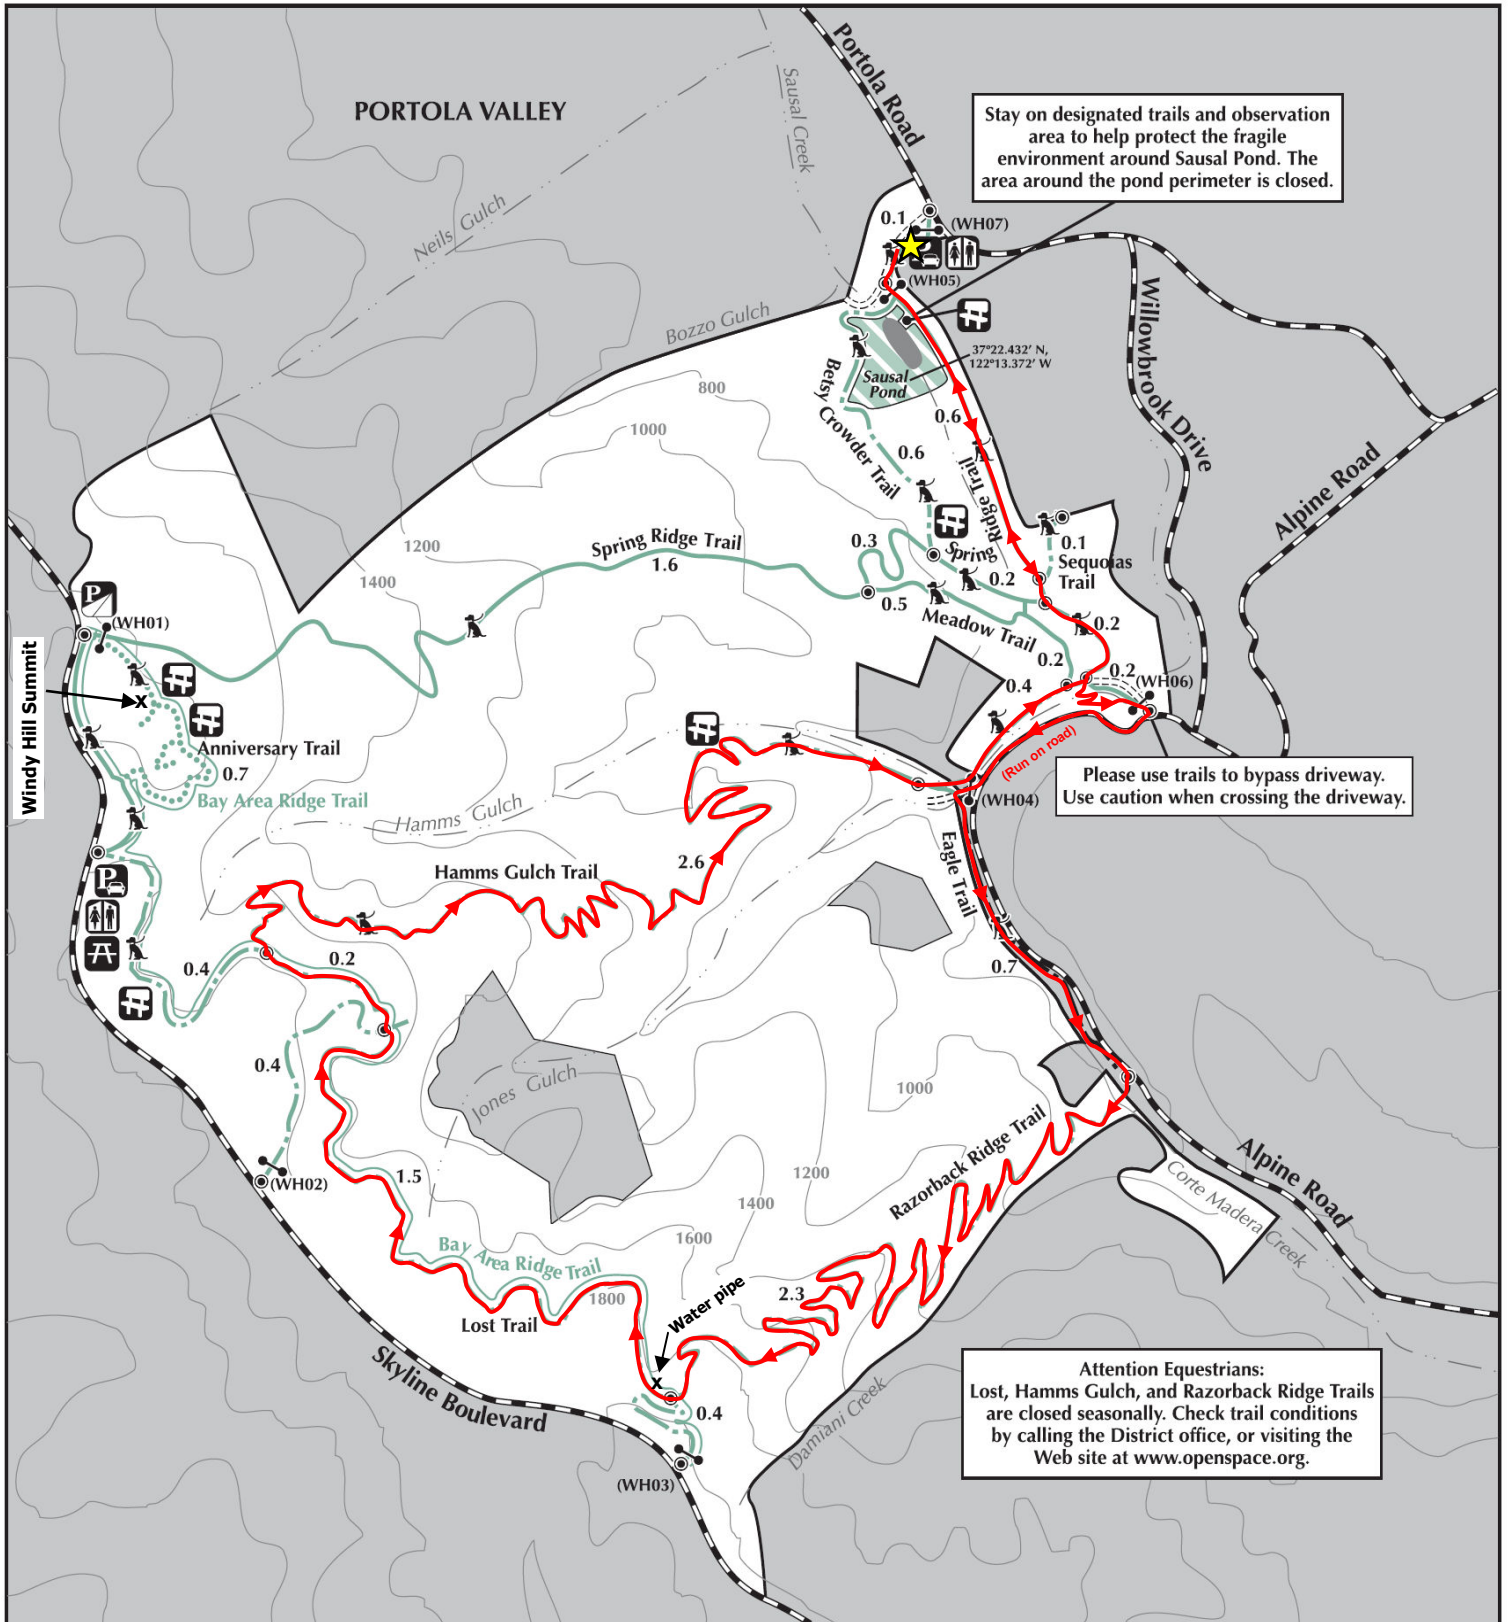 PORTOLA VALLEY
Portola Road
Sausal Creek
Neils Gulch
Stay on designated trails and observation
area to help protect the fragile
environment around Sausal Pond. The
area around the pond perimeter is closed.
0.1
(WH07)
(WH05)
Bozzo Gulch
37°22.432' N,
122°13.372' W
Sausal
Pond
Willowbrook Drive
Alpine Road
Betsy Crowder Trail
0.6
0.6
Spring Ridge Trail
800
1000
1200
1400
Spring Ridge Trail
1.6
0.3
0.2
0.1
Sequoias
Trail
0.5
Meadow Trail
0.2
0.2
0.2
(WH06)
0.4
P
(WH01)
Windy Hill Summit
x
Anniversary Trail
0.7
Bay Area Ridge Trail
(Run on road)
(WH04)
Please use trails to bypass driveway.
Use caution when crossing the driveway.
Hamms Gulch
Hamms Gulch Trail
2.6
Eagle Trail
0.7
P
0.4
0.2
0.4
Jones Gulch
1000
(WH02)
1.5
Razorback Ridge Trail
1200
1400
1600
1800
Alpine Road
Corte Madera Creek
Bay Area Ridge Trail
2.3
Water pipe
x
Lost Trail
Skyline Boulevard
0.4
(WH03)
Damiani Creek
Attention Equestrians:
Lost, Hamms Gulch, and Razorback Ridge Trails
are closed seasonally. Check trail conditions
by calling the District office, or visiting the
Web site at www.openspace.org.